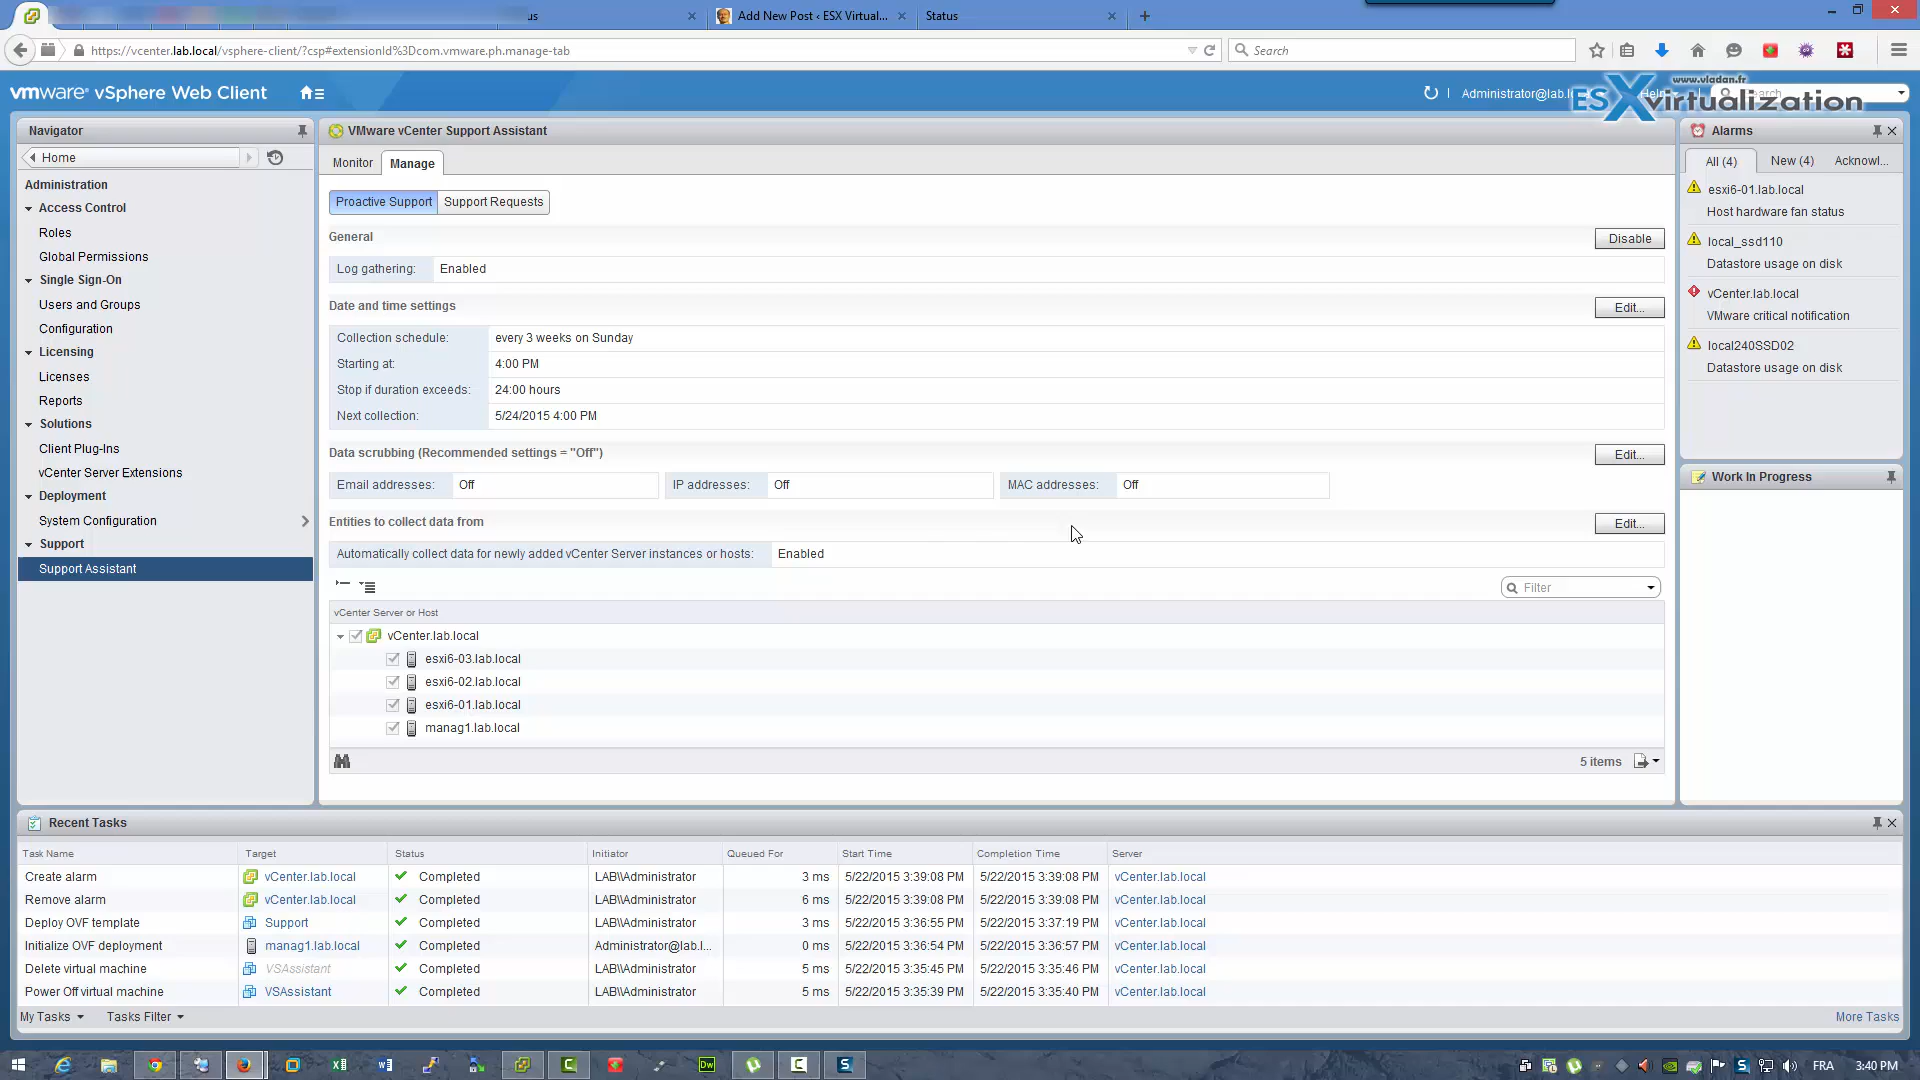 us
Add New Post ‹ ESX Virtual...
Status
https://vcenter.lab.local/vsphere-client/?csp#extensionId%3Dcom.vmware.ph.manage-tab
Search
vmware® vSphere Web Client
Administrator@lab.l
Help
Search
www.vladan.fr
ESXvirtualization
Navigator
Home
Administration
Access Control
Roles
Global Permissions
Single Sign-On
Users and Groups
Configuration
Licensing
Licenses
Reports
Solutions
Client Plug-Ins
vCenter Server Extensions
Deployment
System Configuration
Support
Support Assistant
VMware vCenter Support Assistant
Monitor Manage
Proactive Support Support Requests
General
Disable
Log gathering: Enabled
Date and time settings
Edit...
Collection schedule: every 3 weeks on Sunday
Starting at: 4:00 PM
Stop if duration exceeds: 24:00 hours
Next collection: 5/24/2015 4:00 PM
Data scrubbing (Recommended settings = "Off")
Edit...
Email addresses: Off IP addresses: Off MAC addresses: Off
Entities to collect data from
Edit...
Automatically collect data for newly added vCenter Server instances or hosts: Enabled
Filter
vCenter Server or Host
vCenter.lab.local
esxi6-03.lab.local
esxi6-02.lab.local
esxi6-01.lab.local
manag1.lab.local
5 items
Alarms
All (4) New (4) Acknowl...
esxi6-01.lab.local
Host hardware fan status
local_ssd110
Datastore usage on disk
vCenter.lab.local
VMware critical notification
local240SSD02
Datastore usage on disk
Work In Progress
Recent Tasks
Task Name Target Status Initiator Queued For Start Time Completion Time Server
Create alarm vCenter.lab.local Completed LAB\\Administrator 3 ms 5/22/2015 3:39:08 PM 5/22/2015 3:39:08 PM vCenter.lab.local
Remove alarm vCenter.lab.local Completed LAB\\Administrator 6 ms 5/22/2015 3:39:08 PM 5/22/2015 3:39:08 PM vCenter.lab.local
Deploy OVF template Support Completed LAB\\Administrator 3 ms 5/22/2015 3:36:55 PM 5/22/2015 3:37:19 PM vCenter.lab.local
Initialize OVF deployment manag1.lab.local Completed Administrator@lab.l... 0 ms 5/22/2015 3:36:54 PM 5/22/2015 3:36:57 PM vCenter.lab.local
Delete virtual machine VSAssistant Completed LAB\\Administrator 5 ms 5/22/2015 3:35:45 PM 5/22/2015 3:35:46 PM vCenter.lab.local
Power Off virtual machine VSAssistant Completed LAB\\Administrator 5 ms 5/22/2015 3:35:39 PM 5/22/2015 3:35:40 PM vCenter.lab.local
My Tasks Tasks Filter More Tasks
FRA 3:40 PM